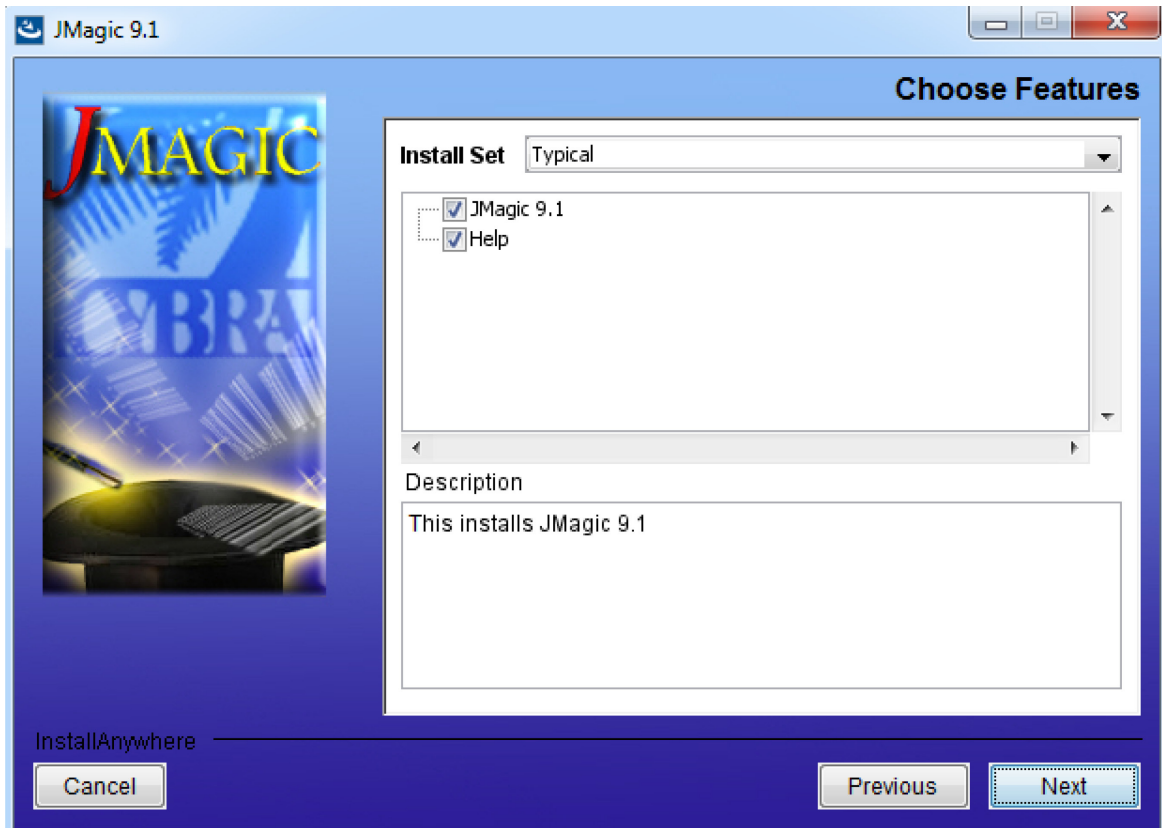 JMagic 9.1
Choose Features
JMAGIC
Install Set Typical
JMagic 9.1
Help
Description
This installs JMagic 9.1
InstallAnywhere
Cancel Previous Next